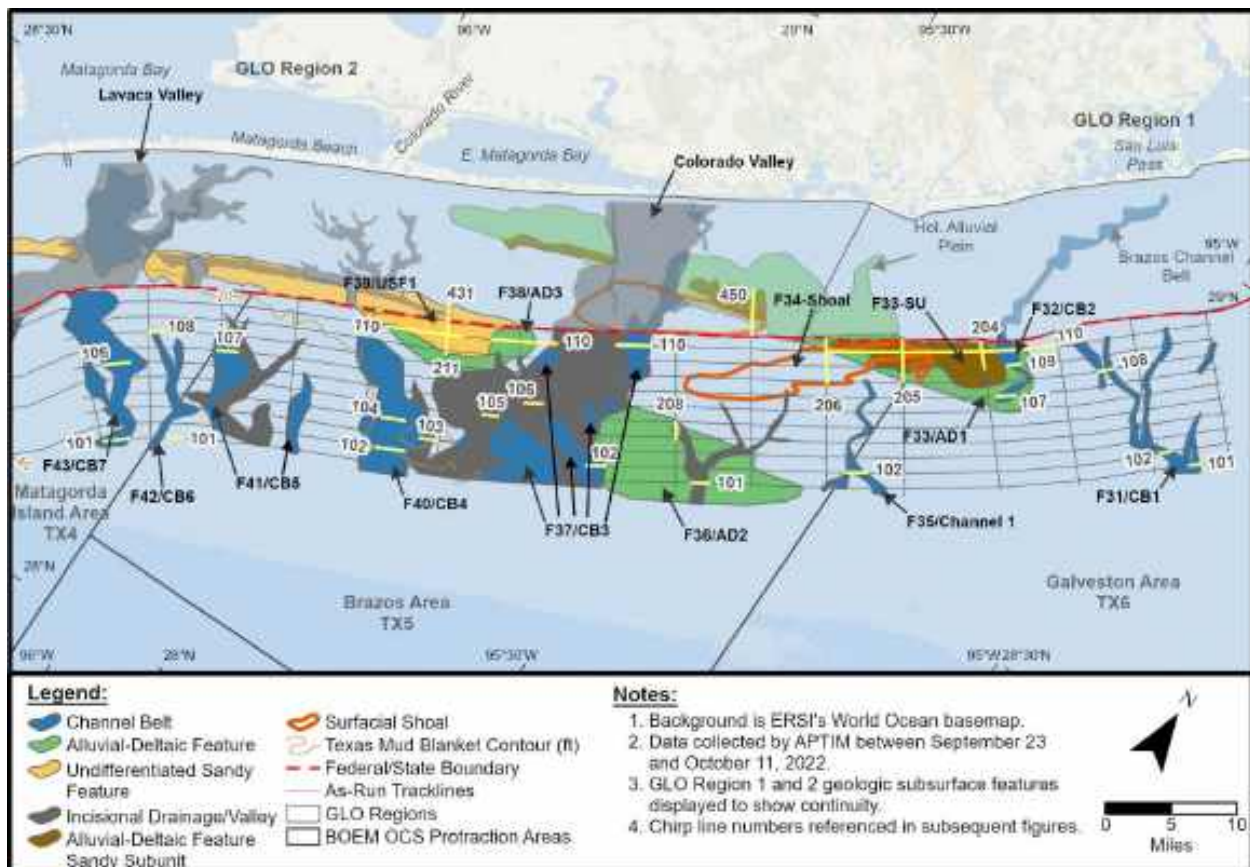 28°30'N
96°W
29°N
95°30'W
Matagorda Bay
GLO Region 2
Lavaca Valley
Colorado River
GLO Region 1
San Luis
Pass
Matagorda Beach
E. Matagorda Bay
Colorado Valley
Hol. Alluvial
Plain
95°W
Brazos Channel
Belt
F39/USF1
431
F38/AD3
450
F34-Shoal
F33-SU
204
F32/CB2
29°N
110
110
110
110
108
107
211
109
108
105
106
105
208
206
205
107
104
103
F33/AD1
101
101
102
102
101
102
102
101
F43/CB7
F42/CB6
F41/CB5
F40/CB4
F37/CB3
F36/AD2
F35/Channel 1
F31/CB1
Matagorda
Island Area
TX4
28°N
Brazos Area
TX5
Galveston Area
TX6
96°W
28°N
95°30'W
95°W
28°30'N
Legend:
Channel Belt
Alluvial-Deltaic Feature
Undifferentiated Sandy
Feature
Incisional Drainage/Valley
Alluvial-Deltaic Feature
Sandy Subunit
Surfacial Shoal
Texas Mud Blanket Contour (ft)
Federal/State Boundary
As-Run Tracklines
GLO Regions
BOEM OCS Protraction Areas
Notes:
1. Background is ERSI's World Ocean basemap.
2. Data collected by APTIM between September 23
and October 11, 2022.
3. GLO Region 1 and 2 geologic subsurface features
displayed to show continuity.
4. Chirp line numbers referenced in subsequent figures.
N
0 5 10
Miles